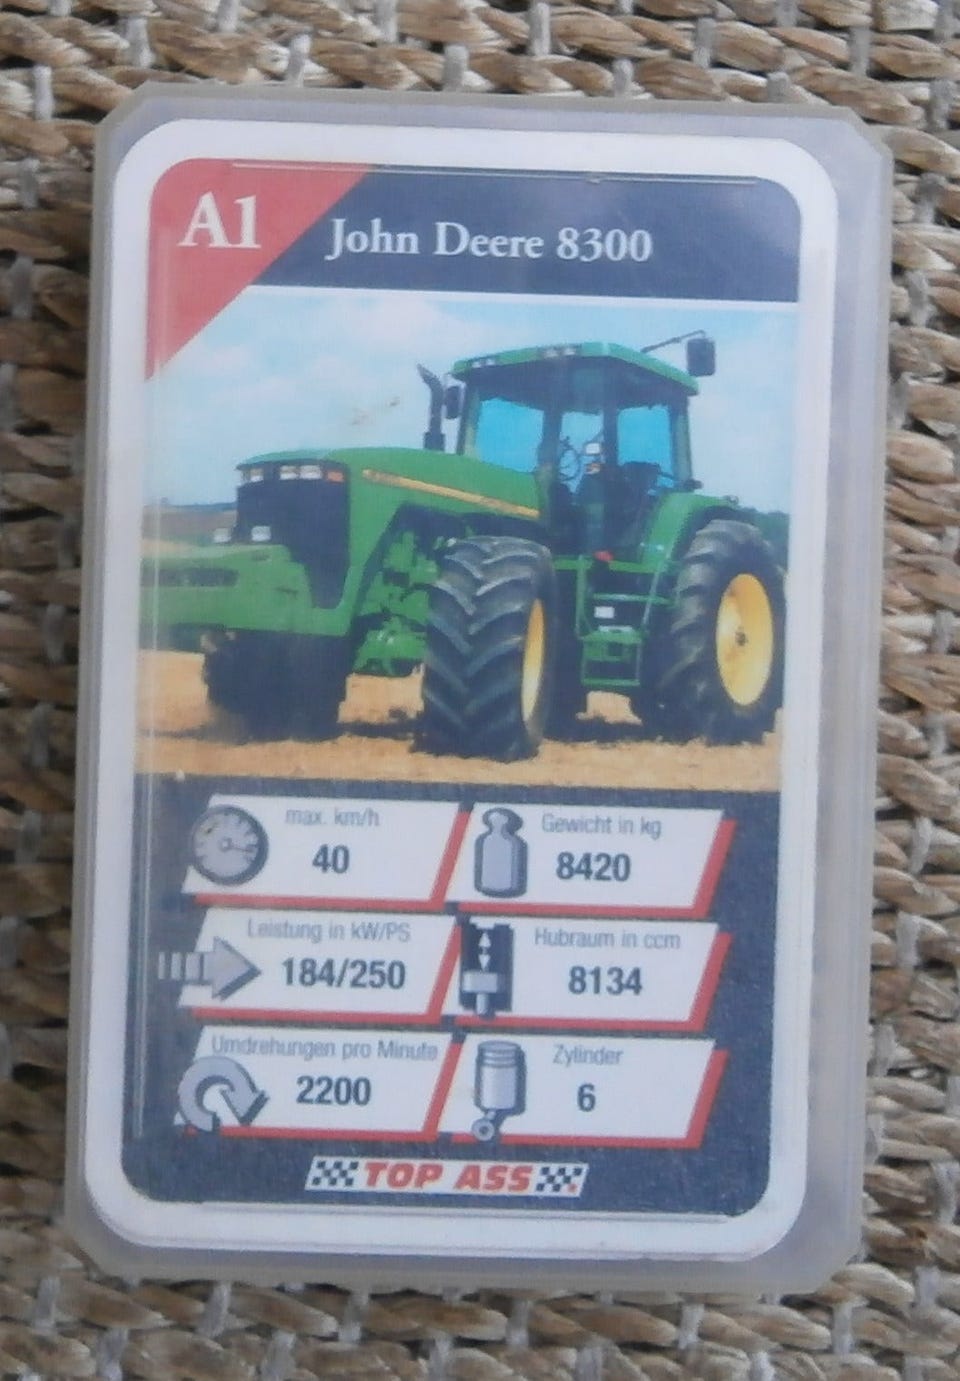 A1
John Deere 8300
max. km/h
40
Gewicht in kg
8420
Leistung in kW/PS
184/250
Hubraum in ccm
8134
Umdrehungen pro Minute
2200
Zylinder
6
TOP ASS